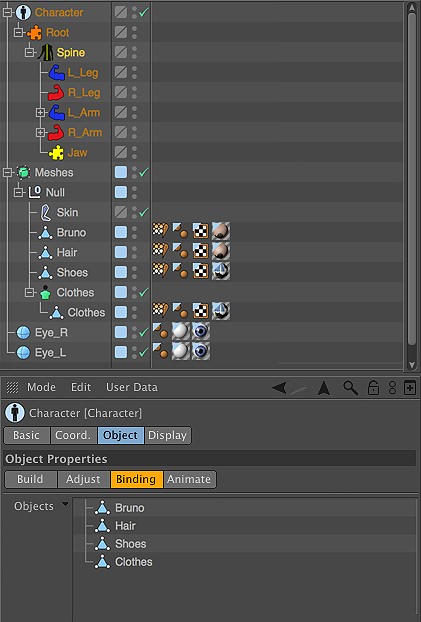 Character
Root
Spine
L_Leg
R_Leg
L_Arm
R_Arm
Jaw
Meshes
Null
Skin
Bruno
Hair
Shoes
Clothes
Clothes
Eye_R
Eye_L
Mode Edit User Data
Character [Character]
Basic Coord. Object Display
Object Properties
Build Adjust Binding Animate
Objects
Bruno
Hair
Shoes
Clothes